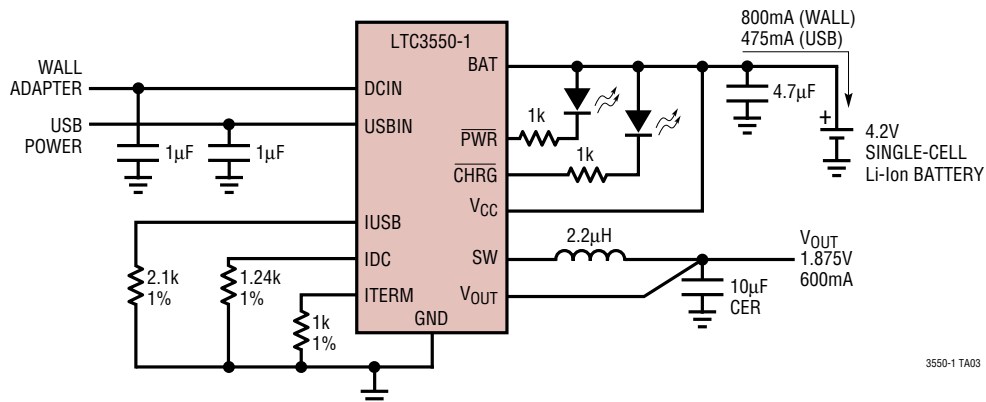 800mA (WALL)
475mA (USB)
LTC3550-1
WALL
ADAPTER
DCIN
BAT
USB
POWER
USBIN
1µF
1µF
PWR
1k
CHRG
1k
4.7µF
+
4.2V
SINGLE-CELL
Li-Ion BATTERY
VCC
IUSB
IDC
SW
2.2µH
VOUT
1.875V
600mA
2.1k
1%
1.24k
1%
ITERM
VOUT
10µF
CER
1k
1%
GND
3550-1 TA03